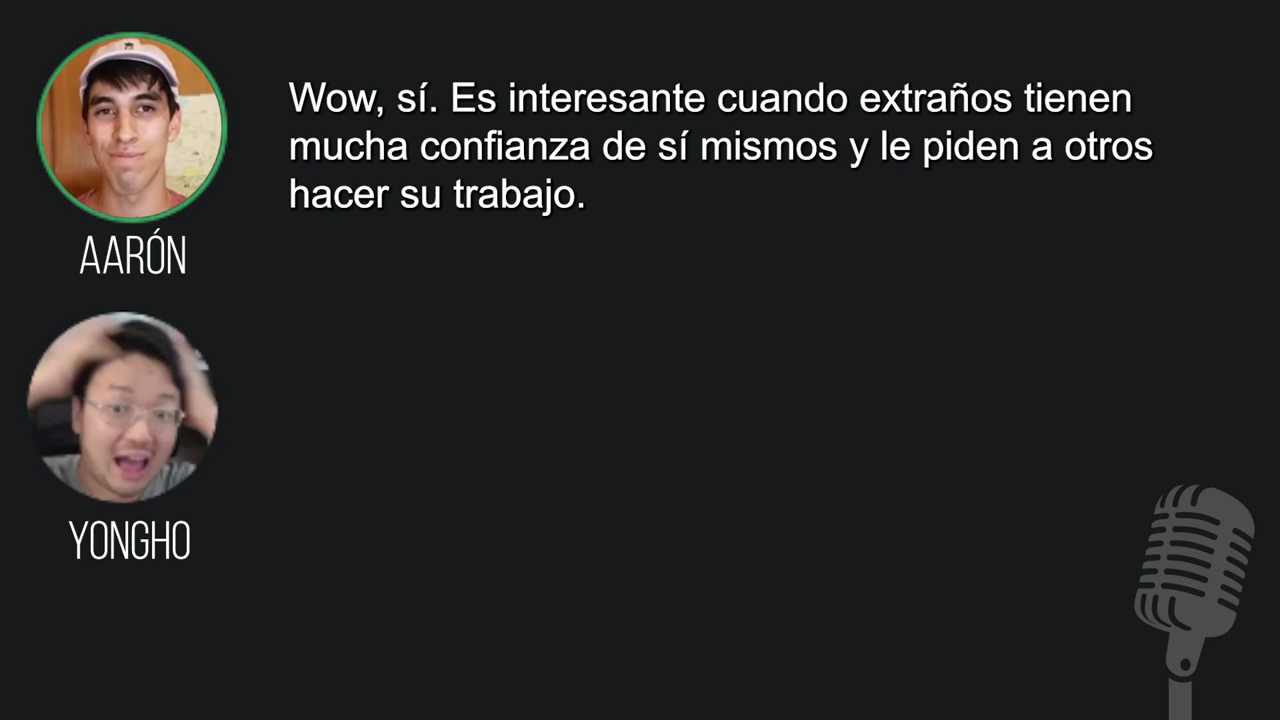 Wow, sí. Es interesante cuando extraños tienen
mucha confianza de sí mismos y le piden a otros
hacer su trabajo.
AARÓN
YONGHO